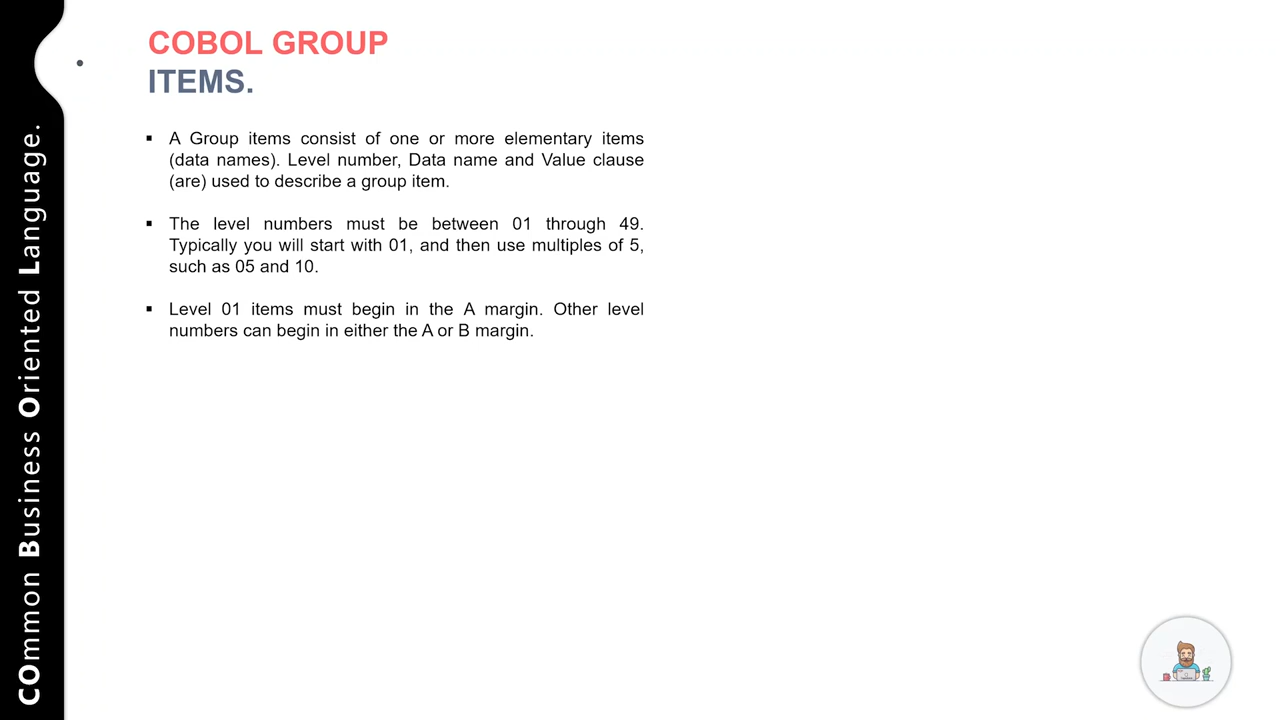 COBOL GROUP
ITEMS.
▪ A Group items consist of one or more elementary items
(data names). Level number, Data name and Value clause
(are) used to describe a group item.
▪ The level numbers must be between 01 through 49.
Typically you will start with 01, and then use multiples of 5,
such as 05 and 10.
▪ Level 01 items must begin in the A margin. Other level
numbers can begin in either the A or B margin.
COmmon Business Oriented Language.